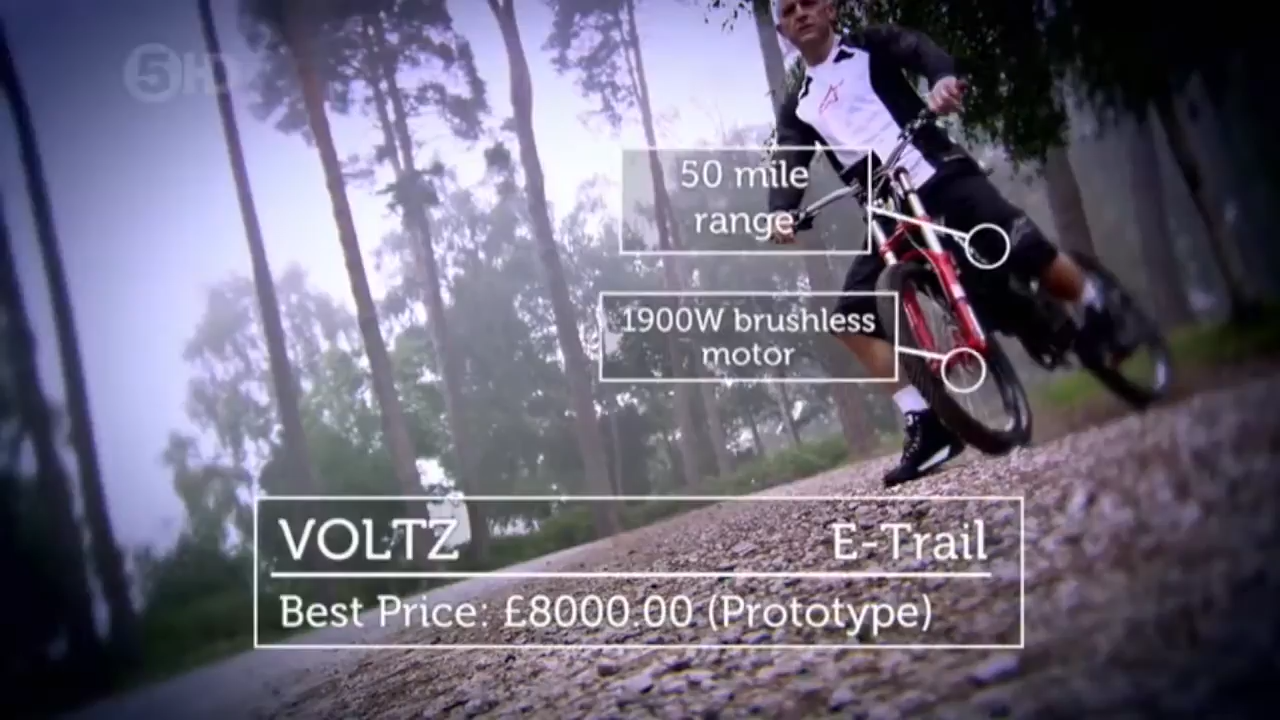 5HD
50 mile
range
1900W brushless
motor
VOLTZ E-Trail
Best Price: £8000.00 (Prototype)